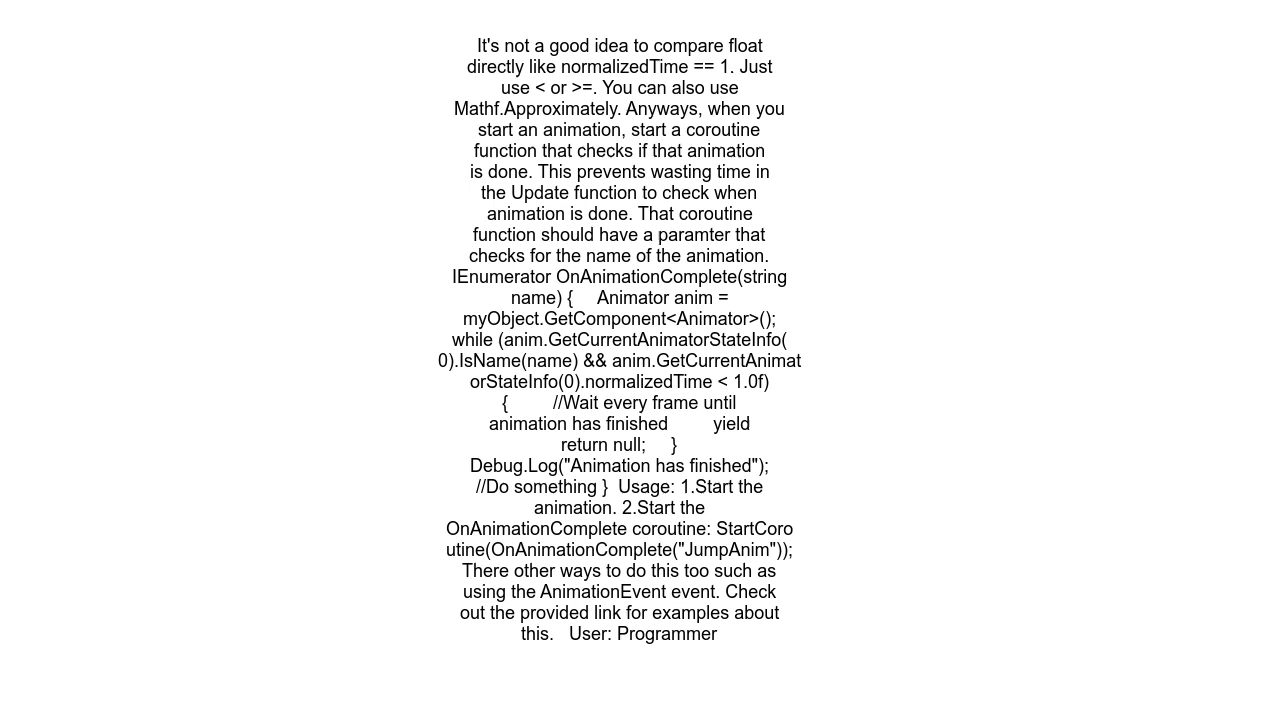 It's not a good idea to compare float
directly like normalizedTime == 1. Just
use < or >=. You can also use
Mathf.Approximately. Anyways, when you
start an animation, start a coroutine
function that checks if that animation
is done. This prevents wasting time in
the Update function to check when
animation is done. That coroutine
function should have a paramter that
checks for the name of the animation.
IEnumerator OnAnimationComplete(string
name) {     Animator anim =
myObject.GetComponent<Animator>();
while (anim.GetCurrentAnimatorStateInfo(
0).IsName(name) && anim.GetCurrentAnimat
orStateInfo(0).normalizedTime < 1.0f)
{         //Wait every frame until
animation has finished         yield
return null;     }
Debug.Log("Animation has finished");
//Do something }  Usage: 1.Start the
animation. 2.Start the
OnAnimationComplete coroutine: StartCoro
utine(OnAnimationComplete("JumpAnim"));
There other ways to do this too such as
using the AnimationEvent event. Check
out the provided link for examples about
this.   User: Programmer